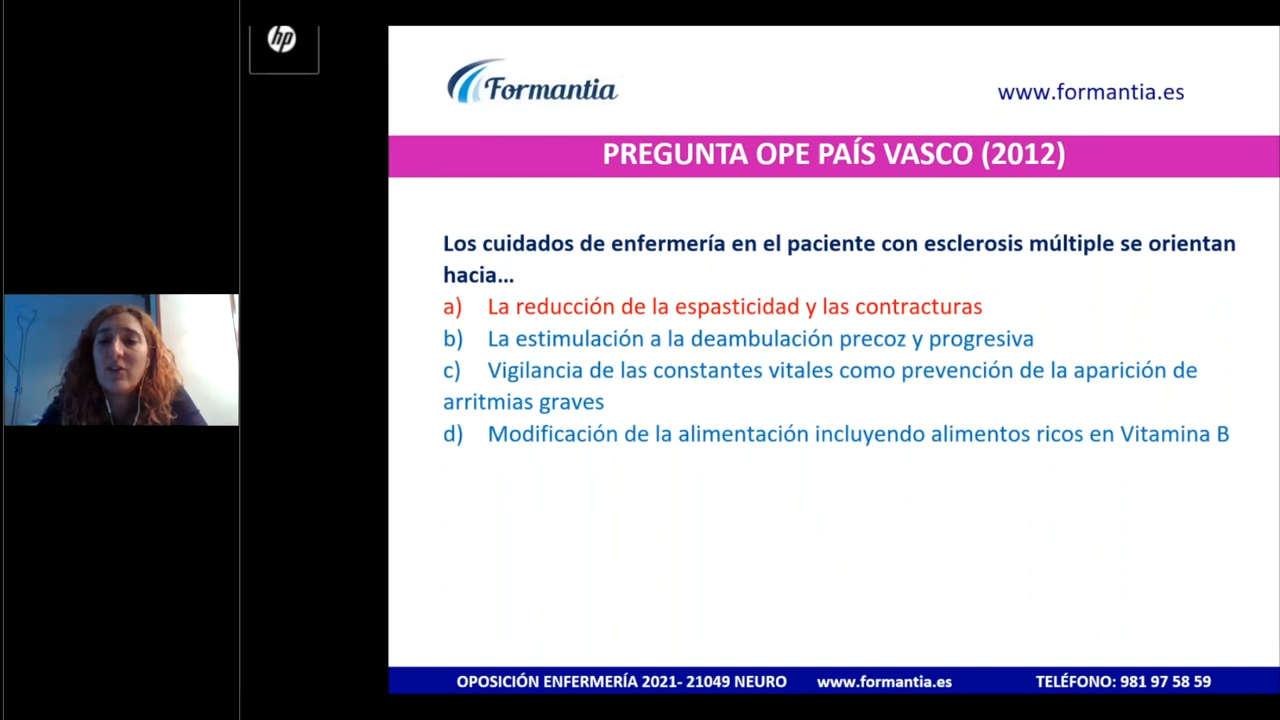 hp
Formantia
www.formantia.es
PREGUNTA OPE PAÍS VASCO (2012)
Los cuidados de enfermería en el paciente con esclerosis múltiple se orientan
hacia...
a) La reducción de la espasticidad y las contracturas
b) La estimulación a la deambulación precoz y progresiva
c) Vigilancia de las constantes vitales como prevención de la aparición de
arritmias graves
d) Modificación de la alimentación incluyendo alimentos ricos en Vitamina B
OPOSICIÓN ENFERMERÍA 2021- 21049 NEURO www.formantia.es TELÉFONO: 981 97 58 59